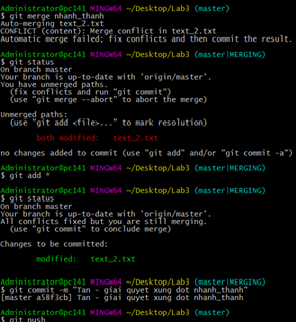 Administrator@pc141 MINGW64 ~/Desktop/Lab3 (master)
$ git merge nhanh_thanh
Auto-merging text_2.txt
CONFLICT (content): Merge conflict in text_2.txt
Automatic merge failed; fix conflicts and then commit the result.
Administrator@pc141 MINGW64 ~/Desktop/Lab3 (master|MERGING)
$ git status
On branch master
Your branch is up-to-date with 'origin/master'.
You have unmerged paths.
(fix conflicts and run "git commit")
(use "git merge --abort" to abort the merge)
Unmerged paths:
(use "git add <file>..." to mark resolution)
both modified: text_2.txt
no changes added to commit (use "git add" and/or "git commit -a")
Administrator@pc141 MINGW64 ~/Desktop/Lab3 (master|MERGING)
$ git add *
Administrator@pc141 MINGW64 ~/Desktop/Lab3 (master|MERGING)
$ git status
On branch master
Your branch is up-to-date with 'origin/master'.
All conflicts fixed but you are still merging.
(use "git commit" to conclude merge)
Changes to be committed:
modified: text_2.txt
Administrator@pc141 MINGW64 ~/Desktop/Lab3 (master|MERGING)
$ git commit -m "Tan - giai quyet xung dot nhanh_thanh"
[master a58f3cb] Tan - giai quyet xung dot nhanh_thanh
Administrator@pc141 MINGW64 ~/Desktop/Lab3 (master)
$ git push